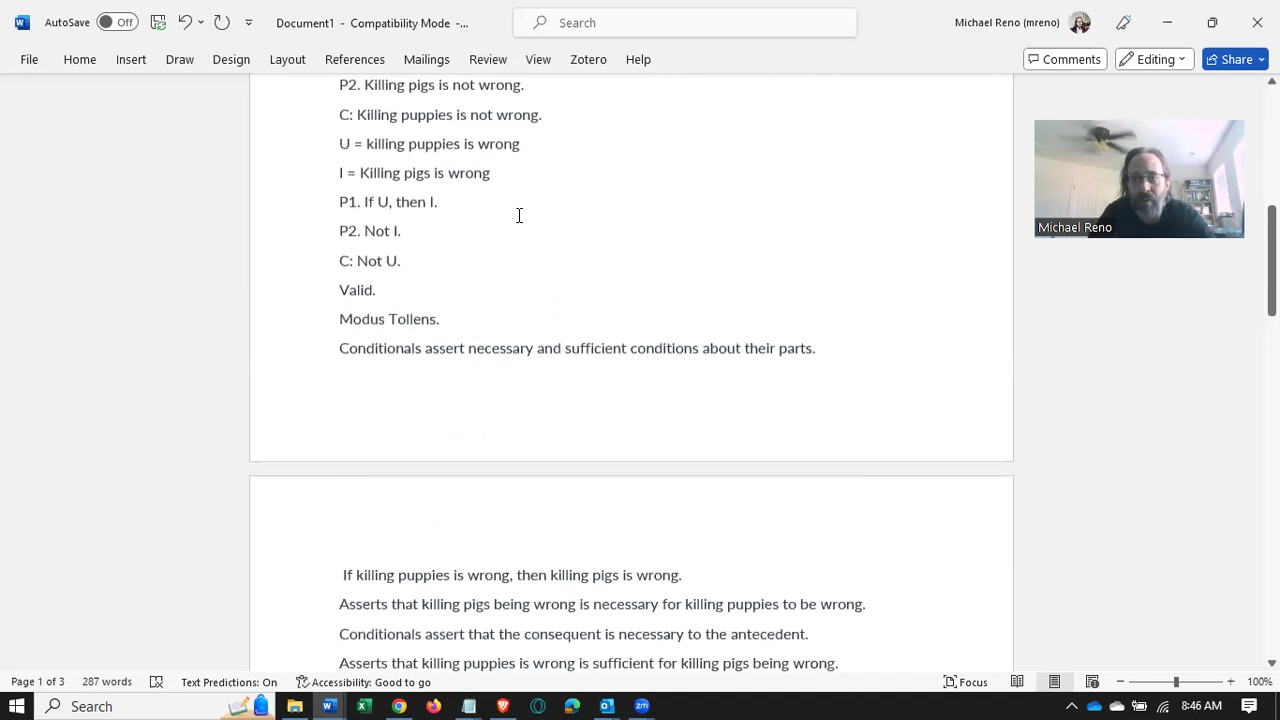 AutoSave Off Document1 - Compatibility Mode -... Search Michael Reno (mreno)
File Home Insert Draw Design Layout References Mailings Review View Zotero Help Comments Editing Share
P2. Killing pigs is not wrong.
C: Killing puppies is not wrong.
U = killing puppies is wrong
I = Killing pigs is wrong
P1. If U, then I.
P2. Not I.
C: Not U.
Valid.
Modus Tollens.
Conditionals assert necessary and sufficient conditions about their parts.
Michael Reno
If killing puppies is wrong, then killing pigs is wrong.
Asserts that killing pigs being wrong is necessary for killing puppies to be wrong.
Conditionals assert that the consequent is necessary to the antecedent.
Asserts that killing puppies is wrong is sufficient for killing pigs being wrong.
Page 1 of 3 287 words Text Predictions: On Accessibility: Good to go Focus 100%
Search 8:46 AM